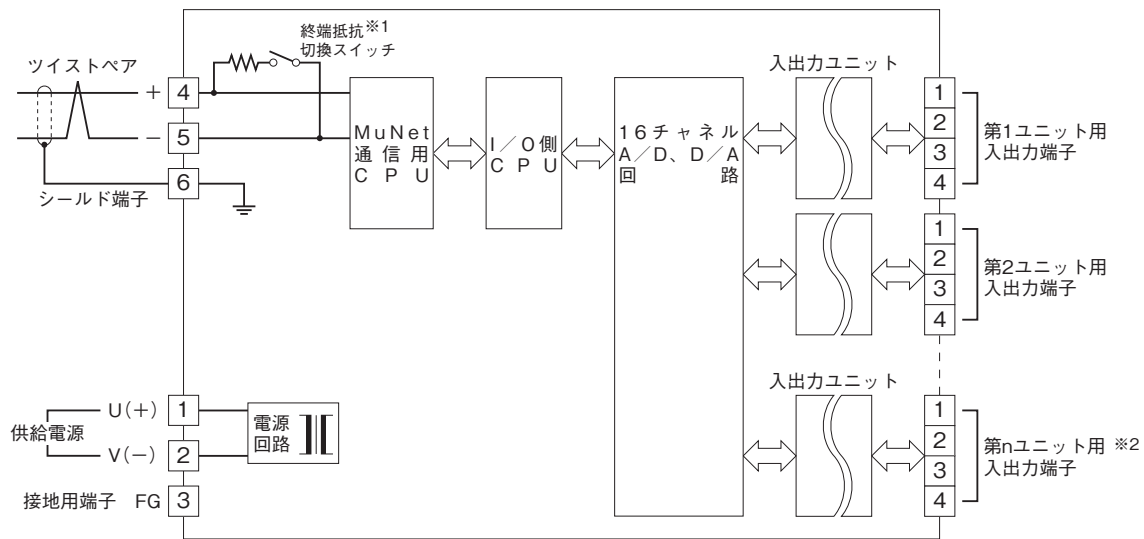 終端抵抗※1
切換スイッチ
ツイストペア
+ 4
− 5
6
シールド端子
MuNet
通信用
CPU
I/O側
CPU
16チャネル
A/D、D/A
回路
入出力ユニット
1
2
3
4
第1ユニット用
入出力端子
1
2
3
4
第2ユニット用
入出力端子
入出力ユニット
1
2
3
4
第nユニット用 ※2
入出力端子
供給電源
U(+) 1
V(−) 2
電源
回路
接地用端子 FG 3